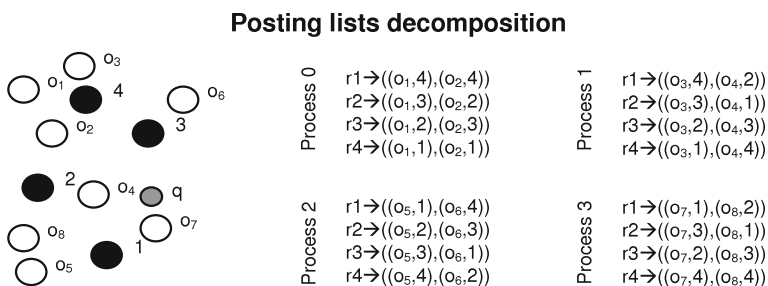 Posting lists decomposition
o₃
o₁
4
o₆
o₂
3
2
o₄
q
o₇
o₈
1
o₅
Process 0
r1→((o₁,4),(o₂,4))
r2→((o₁,3),(o₂,2))
r3→((o₁,2),(o₂,3))
r4→((o₁,1),(o₂,1))
Process 1
r1→((o₃,4),(o₄,2))
r2→((o₃,3),(o₄,1))
r3→((o₃,2),(o₄,3))
r4→((o₃,1),(o₄,4))
Process 2
r1→((o₅,1),(o₆,4))
r2→((o₅,2),(o₆,3))
r3→((o₅,3),(o₆,1))
r4→((o₅,4),(o₆,2))
Process 3
r1→((o₇,1),(o₈,2))
r2→((o₇,3),(o₈,1))
r3→((o₇,2),(o₈,3))
r4→((o₇,4),(o₈,4))